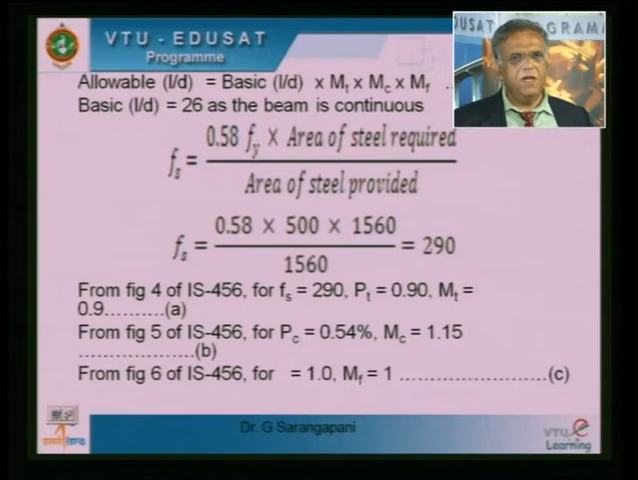 VTU - EDUSAT
Programme
DUSAT PROGRAM
Allowable (l/d) = Basic (l/d) x Mt x Mc x Mf ..
Basic (l/d) = 26 as the beam is continuous
fs = 0.58 fy × Area of steel required
Area of steel provided
fs = 0.58 × 500 × 1560 = 290
1560
From fig 4 of IS-456, for fs = 290, Pt = 0.90, Mt =
0.9..........(a)
From fig 5 of IS-456, for Pc = 0.54%, Mc = 1.15
....................(b)
From fig 6 of IS-456, for = 1.0, Mf = 1 .........................(c)
Dr. G Sarangapani
VTU e
Learning